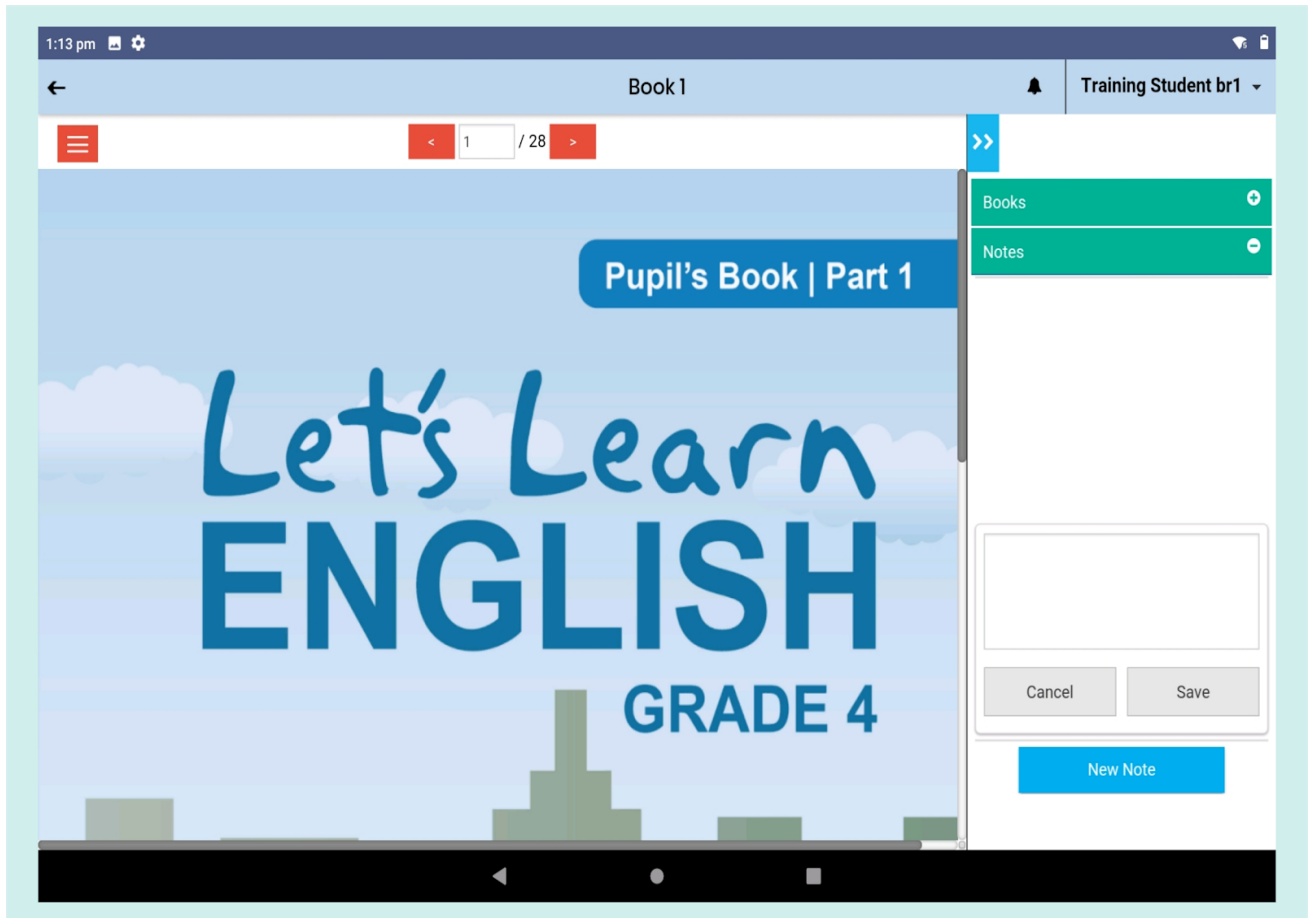 1:13 pm
Book 1
Training Student br1
< 1 / 28 >
Books
Notes
Pupil's Book | Part 1
Let's Learn
ENGLISH
GRADE 4
Cancel Save
New Note